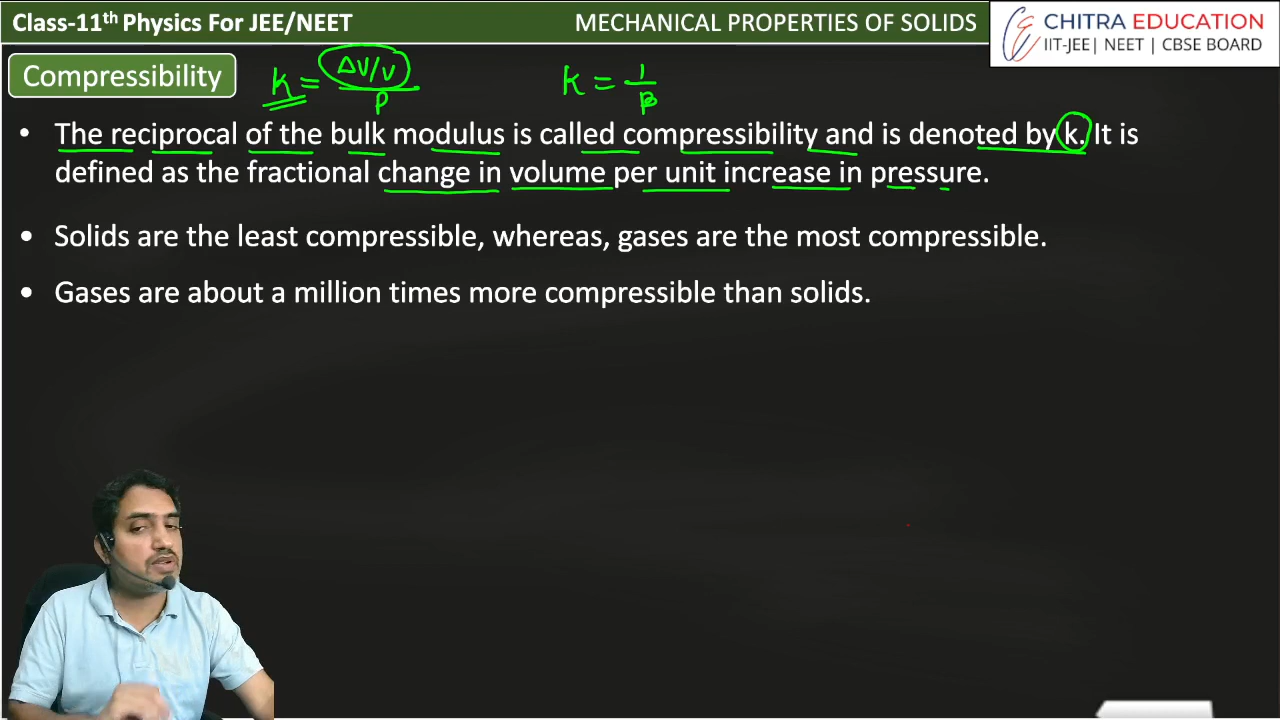 Class-11th Physics For JEE/NEET
MECHANICAL PROPERTIES OF SOLIDS
CHITRA EDUCATION
IIT-JEE| NEET | CBSE BOARD
Compressibility
k = ΔV/V / P
k = 1/B
• The reciprocal of the bulk modulus is called compressibility and is denoted by k. It is
defined as the fractional change in volume per unit increase in pressure.
• Solids are the least compressible, whereas, gases are the most compressible.
• Gases are about a million times more compressible than solids.